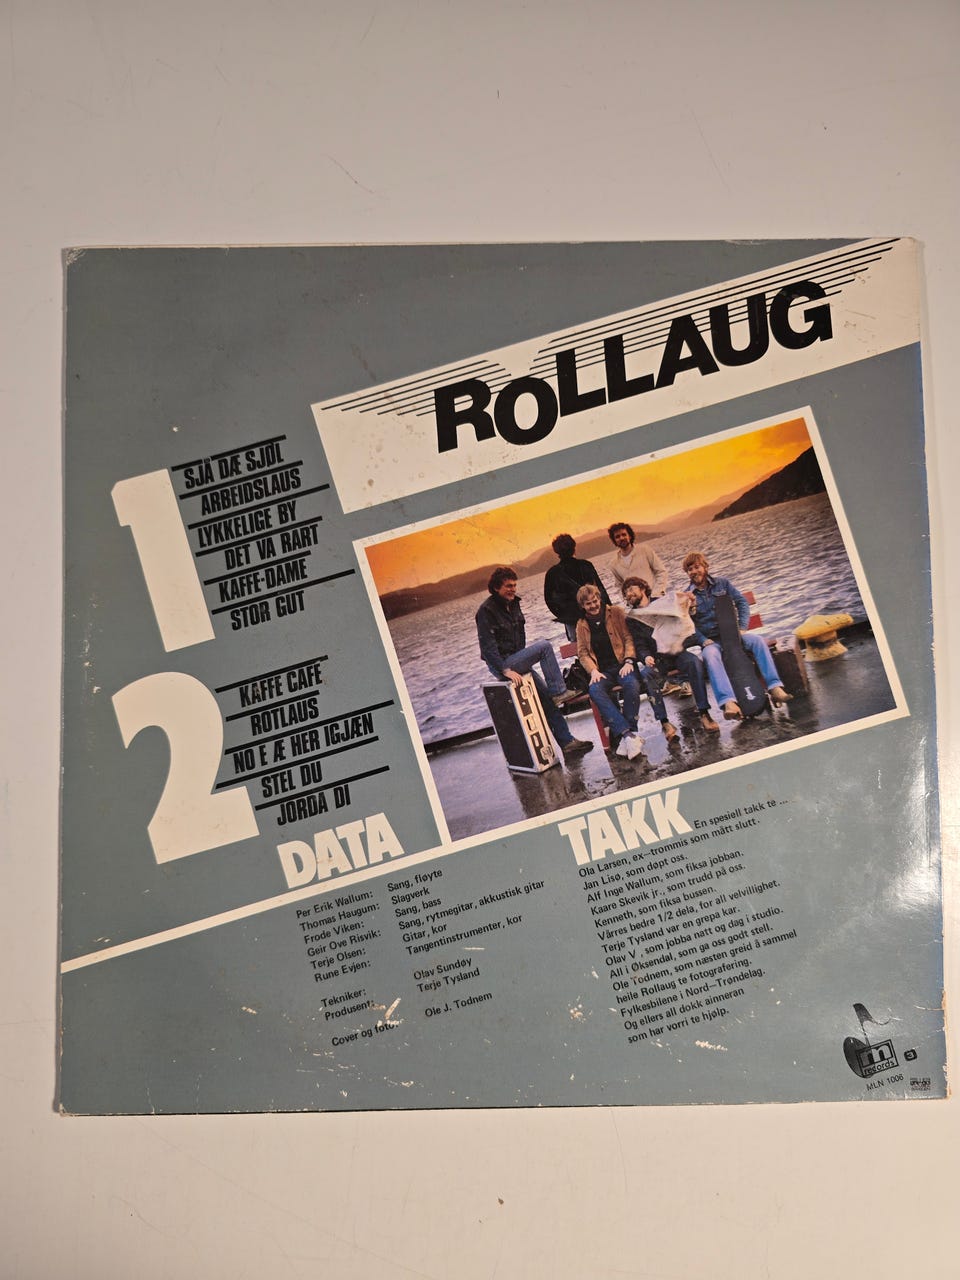 ROLLAUG
1
SJÅ DÆ SJØL
ARBEIDSLAUS
LYKKELIGE BY
DET VA RART
KAFFE-DAME
STOR GUT
2
KAFFE CAFE
ROTLAUS
NO E Æ HER IGJÆN
STEL DU
JORDA DI
DATA
Per Erik Wallum: Sang, fløyte
Thomas Haugum: Slagverk
Frode Viken: Sang, bass
Geir Ove Risvik: Sang, rytmegitar, akkustisk gitar
Terje Olsen: Gitar, kor
Rune Evjen: Tangentinstrumenter, kor
Tekniker: Olav Sundøy
Produsent: Terje Tysland
Cover og foto: Ole J. Todnem
TAKK En spesiell takk te ...
Ola Larsen, ex-trommis som mått slutt.
Jan Lisø, som døpt oss.
Alf Inge Wallum, som fiksa jobban.
Kaare Skevik jr., som trudd på oss.
Kenneth, som fiksa bussen.
Vårres bedre 1/2 dela, for all velvillighet.
Terje Tysland var en grepa kar.
Olav V , som jobba natt og dag i studio.
All i Øksendal, som ga oss godt stell.
Ole Todnem, som næsten greid å sammel
heile Rollaug te fotografering.
Fylkesbilene i Nord-Trøndelag.
Og ellers all dokk ainneran
som har vorri te hjølp.
m
records
MLN 1006